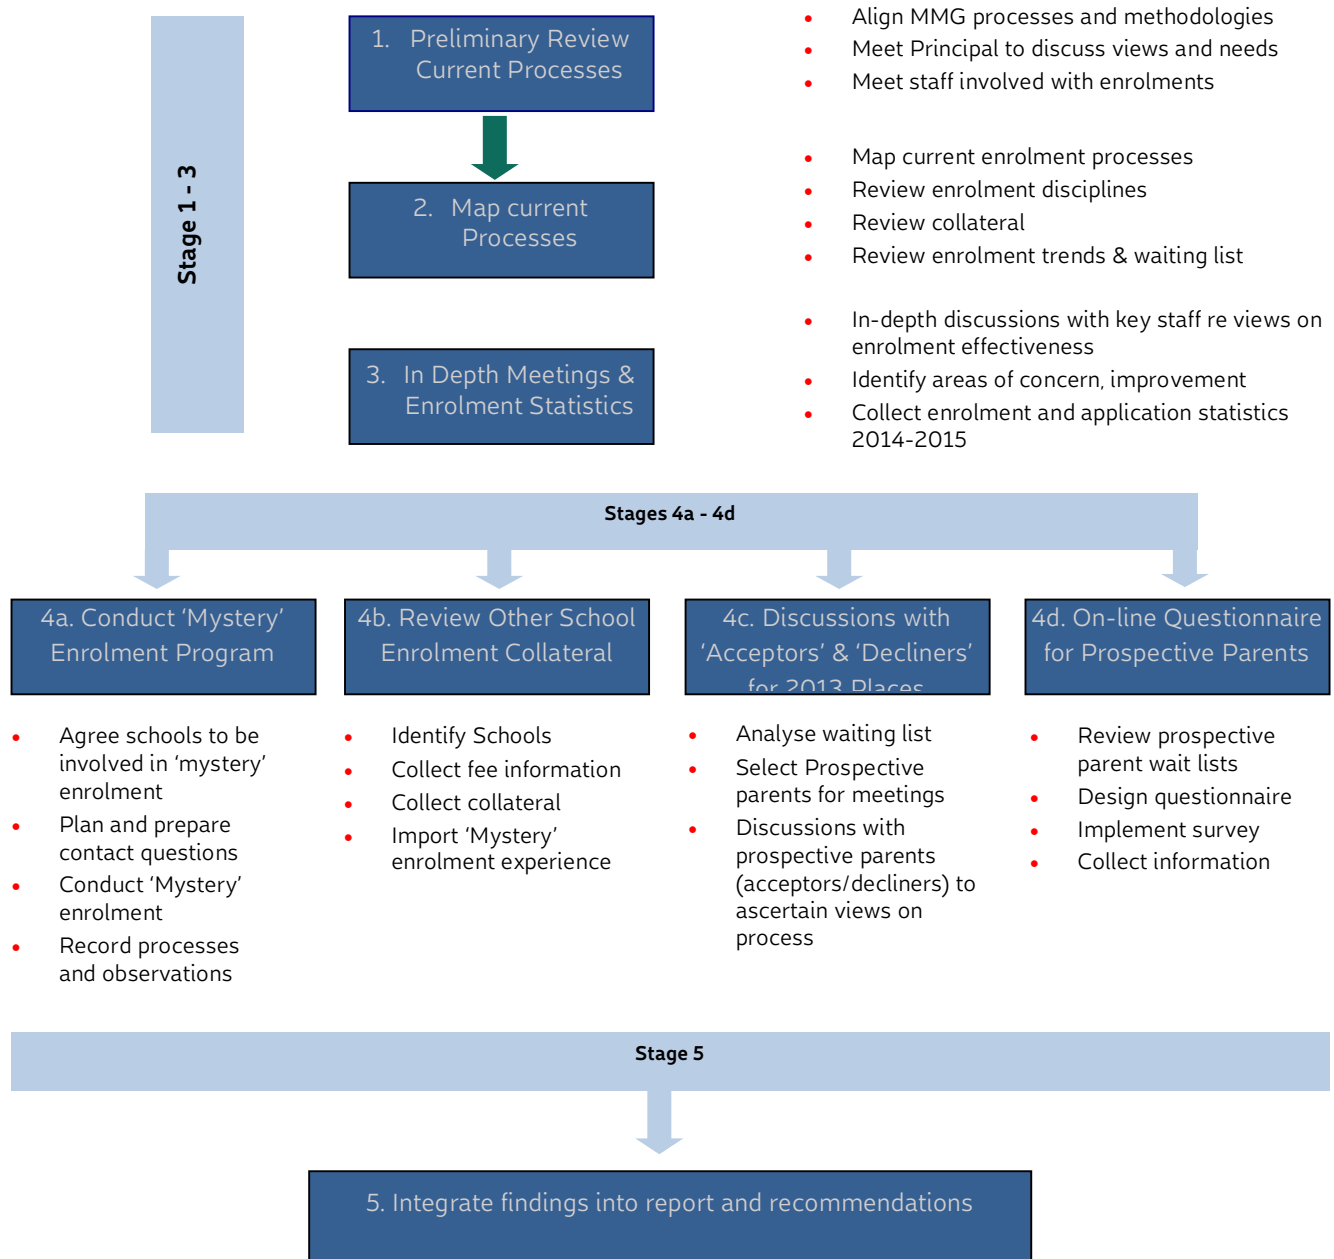 Stage 1 - 3
1. Preliminary Review
Current Processes
• Align MMG processes and methodologies
• Meet Principal to discuss views and needs
• Meet staff involved with enrolments
2. Map current
Processes
• Map current enrolment processes
• Review enrolment disciplines
• Review collateral
• Review enrolment trends & waiting list
3. In Depth Meetings &
Enrolment Statistics
• In-depth discussions with key staff re views on
enrolment effectiveness
• Identify areas of concern, improvement
• Collect enrolment and application statistics
2014-2015
Stages 4a - 4d
4a. Conduct ‘Mystery’
Enrolment Program
• Agree schools to be
involved in ‘mystery’
enrolment
• Plan and prepare
contact questions
• Conduct ‘Mystery’
enrolment
• Record processes
and observations
4b. Review Other School
Enrolment Collateral
• Identify Schools
• Collect fee information
• Collect collateral
• Import ‘Mystery’
enrolment experience
4c. Discussions with
‘Acceptors’ & ‘Decliners’
for 2013 Places
• Analyse waiting list
• Select Prospective
parents for meetings
• Discussions with
prospective parents
(acceptors/decliners) to
ascertain views on
process
4d. On-line Questionnaire
for Prospective Parents
• Review prospective
parent wait lists
• Design questionnaire
• Implement survey
• Collect information
Stage 5
5. Integrate findings into report and recommendations